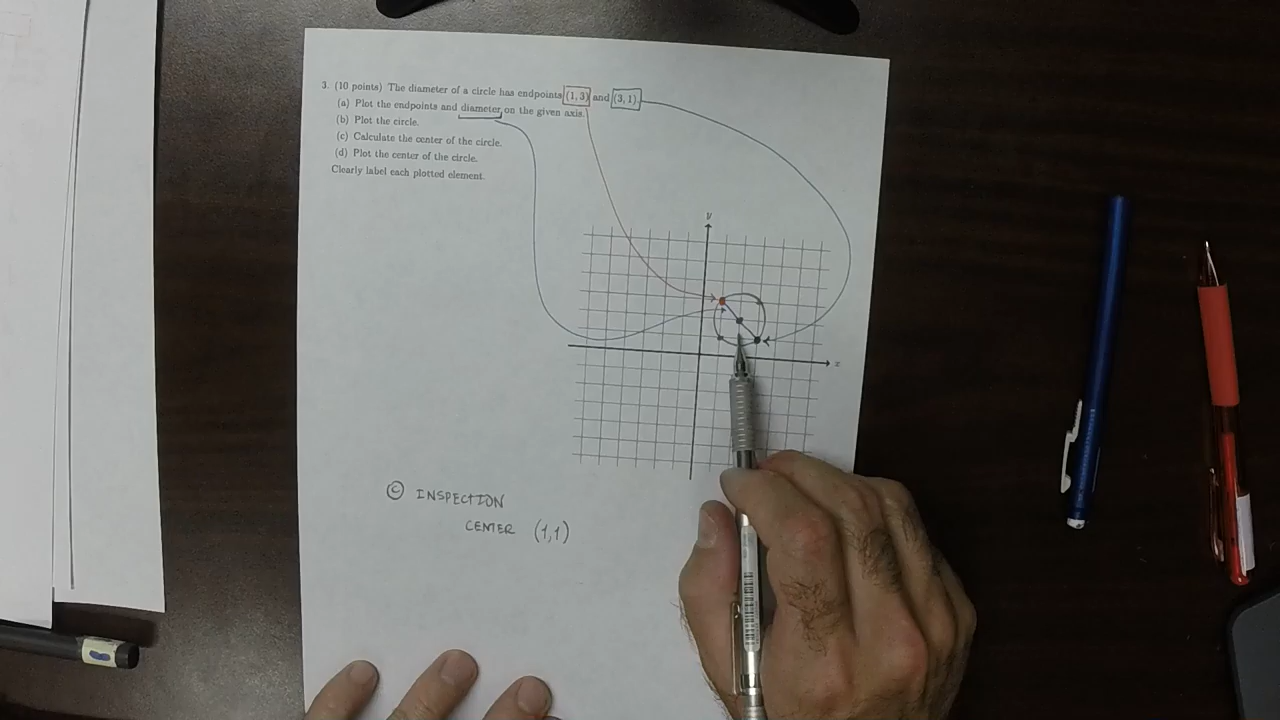 3. (10 points) The diameter of a circle has endpoints (1, 3) and (3, 1).
(a) Plot the endpoints and diameter on the given axis.
(b) Plot the circle.
(c) Calculate the center of the circle.
(d) Plot the center of the circle.
Clearly label each plotted element.
y
x
Ⓒ INSPECTION
CENTER (1,1)